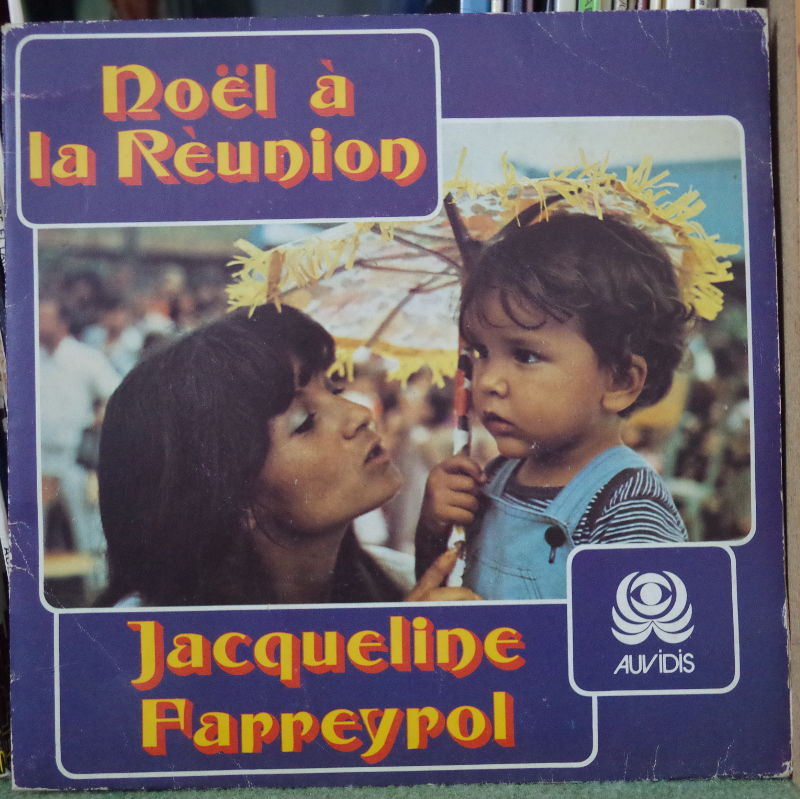 Noël à
la Rèunion
Jacqueline
Farreyrol
AUVIDIS